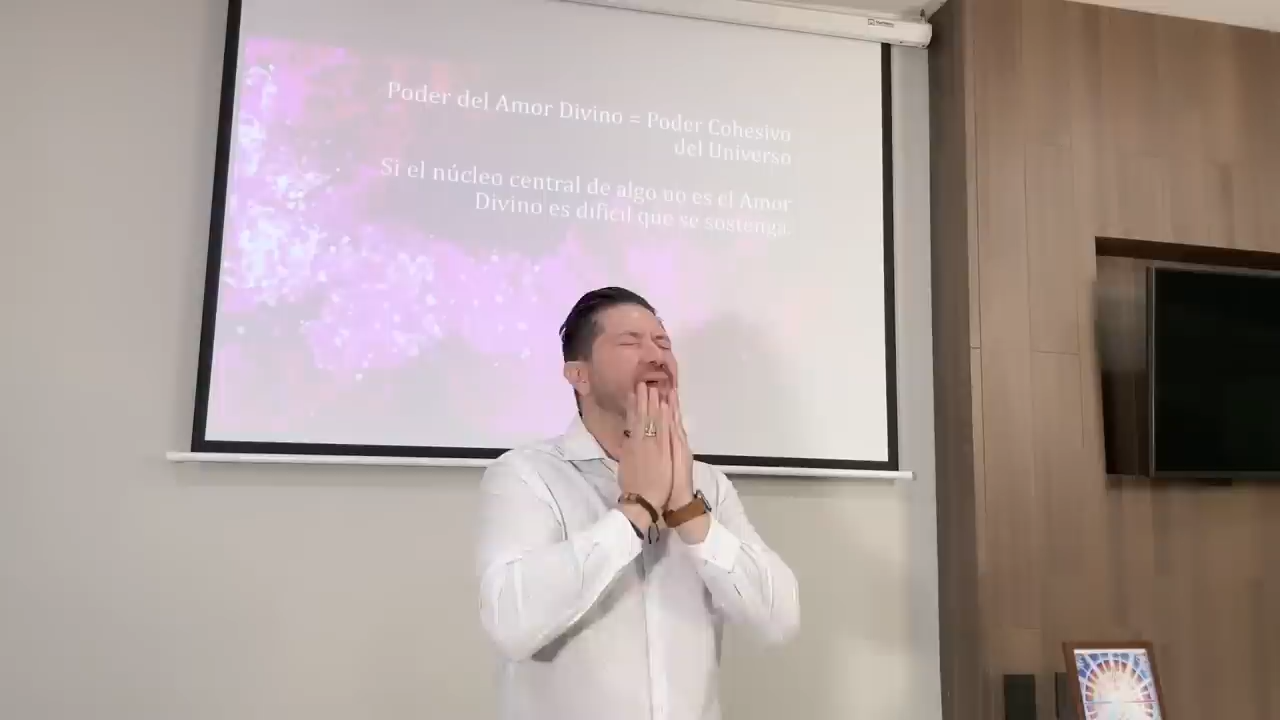 Poder del Amor Divino = Poder Cohesivo
del Universo
Si el núcleo central de algo no es el Amor
Divino es difícil que se sostenga.